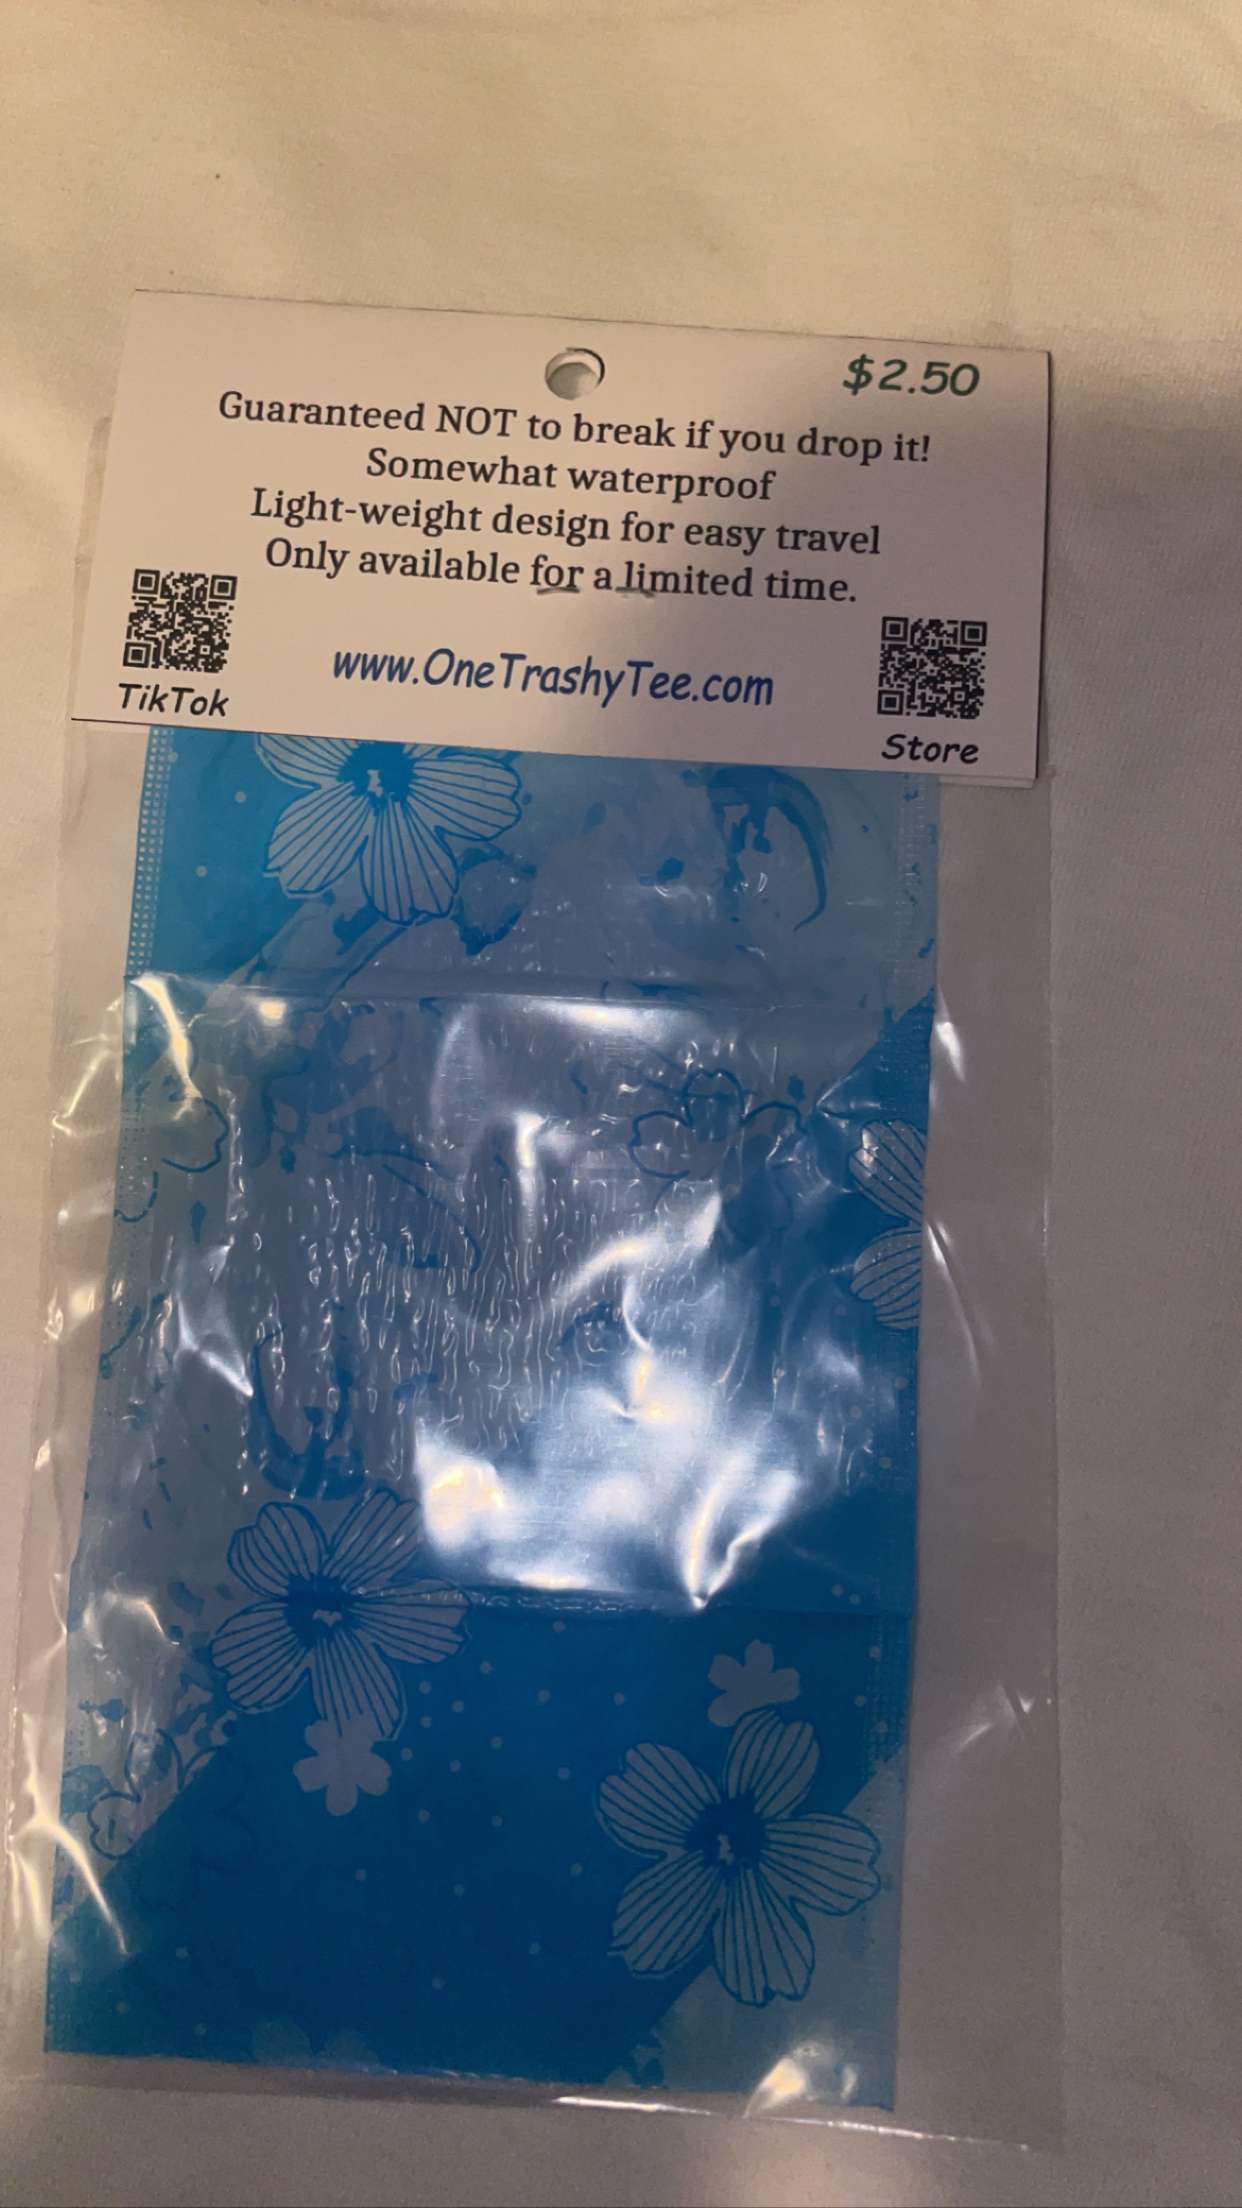 $2.50
Guaranteed NOT to break if you drop it!
Somewhat waterproof
Light-weight design for easy travel
Only available for a limited time.
www.OneTrashyTee.com
TikTok
Store